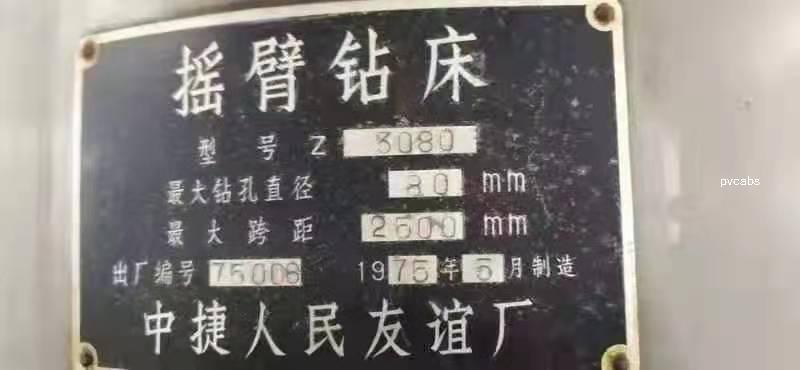 摇臂钻床
型号 Z 3080
最大钻孔直径 80 mm
最大跨距 2500 mm
出厂编号 75008 1975年5月制造
中捷人民友谊厂
pvcabs